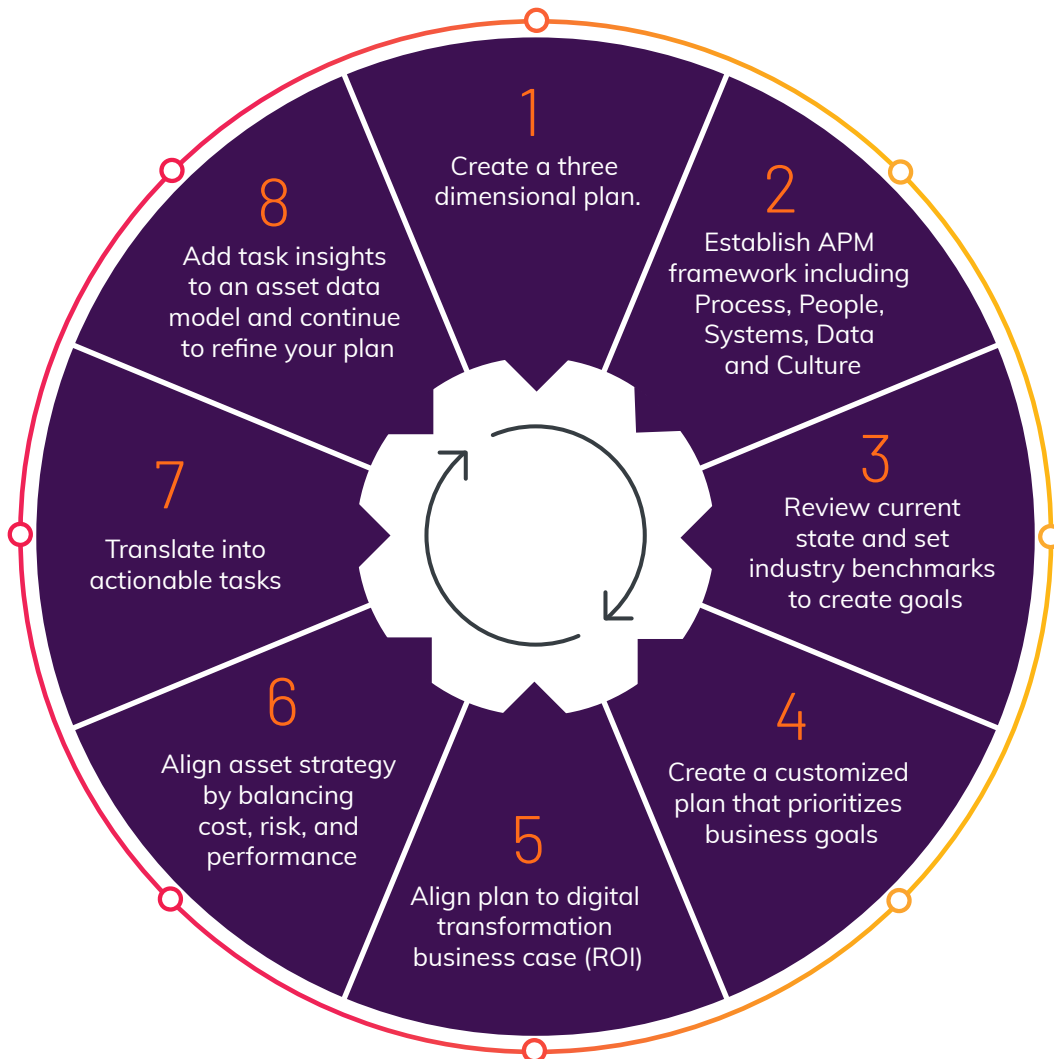 1
Create a three
dimensional plan.
2
Establish APM
framework including
Process, People,
Systems, Data
and Culture
3
Review current
state and set
industry benchmarks
to create goals
4
Create a customized
plan that prioritizes
business goals
5
Align plan to digital
transformation
business case (ROI)
6
Align asset strategy
by balancing
cost, risk, and
performance
7
Translate into
actionable tasks
8
Add task insights
to an asset data
model and continue
to refine your plan